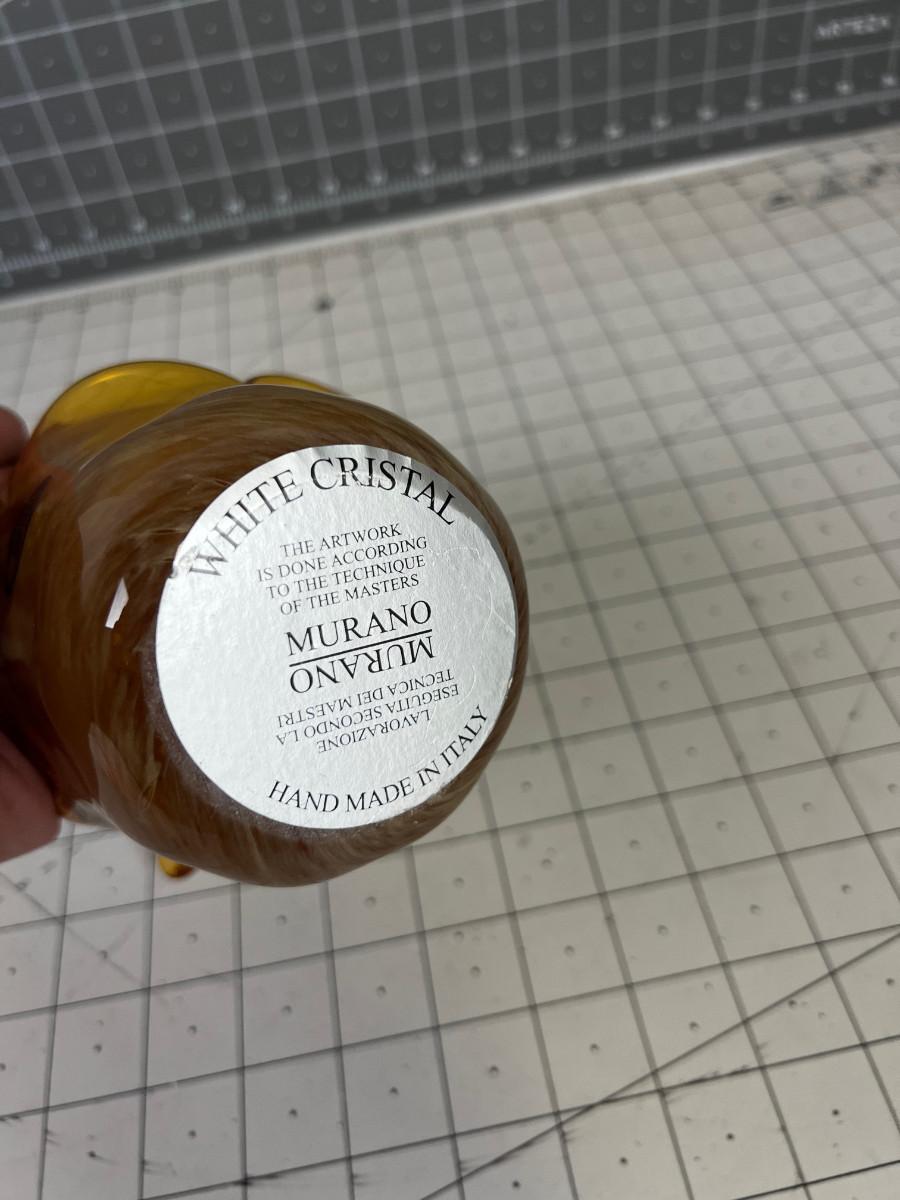 ARTEZA
WHITE CRISTAL
THE ARTWORK
IS DONE ACCORDING
TO THE TECHNIQUE
OF THE MASTERS
MURANO
MURANO
LAVORAZIONE
ESEGUITA SECONDO LA
TECNICA DEI MAESTRI
HAND MADE IN ITALY